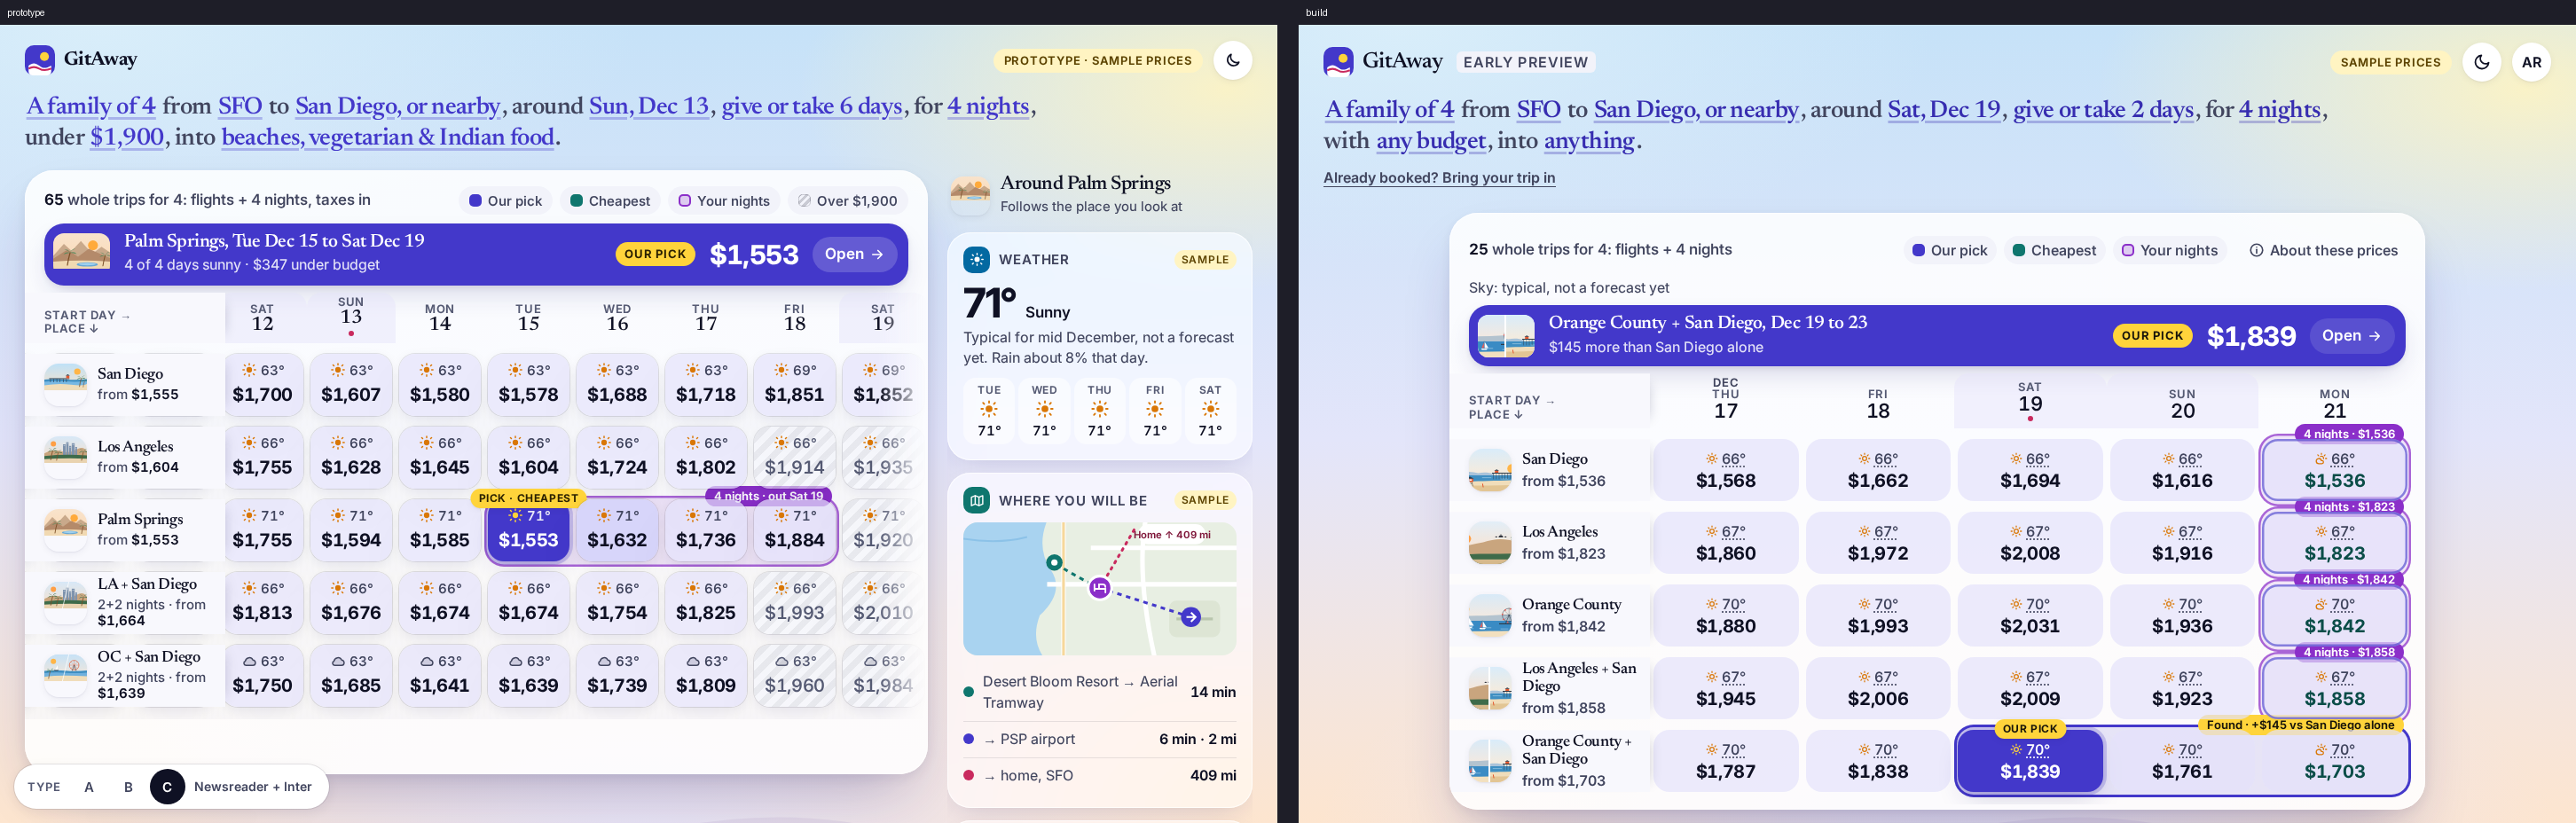 prototype
GitAway
PROTOTYPE · SAMPLE PRICES
A family of 4 from SFO to San Diego, or nearby, around Sun, Dec 13, give or take 6 days, for 4 nights,
under $1,900, into beaches, vegetarian & Indian food.
65 whole trips for 4: flights + 4 nights, taxes in
Our pick
Cheapest
Your nights
Over $1,900
Palm Springs, Tue Dec 15 to Sat Dec 19
4 of 4 days sunny · $347 under budget
OUR PICK
$1,553
Open →
START DAY →
PLACE ↓
SAT 12
SUN 13
MON 14
TUE 15
WED 16
THU 17
FRI 18
SAT 19
San Diego
from $1,555
63° 63° 63° 63° 63° 63° 69° 69°
$1,700 $1,607 $1,580 $1,578 $1,688 $1,718 $1,851 $1,852
Los Angeles
from $1,604
66° 66° 66° 66° 66° 66° 66° 66°
$1,755 $1,628 $1,645 $1,604 $1,724 $1,802 $1,914 $1,935
PICK · CHEAPEST
4 nights · out Sat 19
Palm Springs
from $1,553
71° 71° 71° 71° 71° 71° 71° 71°
$1,755 $1,594 $1,585 $1,553 $1,632 $1,736 $1,884 $1,920
LA + San Diego
2+2 nights · from
$1,664
66° 66° 66° 66° 66° 66° 66° 66°
$1,813 $1,676 $1,674 $1,674 $1,754 $1,825 $1,993 $2,010
OC + San Diego
2+2 nights · from
$1,639
63° 63° 63° 63° 63° 63° 63° 63°
$1,750 $1,685 $1,641 $1,639 $1,739 $1,809 $1,960 $1,984
TYPE A B C Newsreader + Inter
Around Palm Springs
Follows the place you look at
WEATHER
SAMPLE
71° Sunny
Typical for mid December, not a forecast
yet. Rain about 8% that day.
TUE WED THU FRI SAT
71° 71° 71° 71° 71°
WHERE YOU WILL BE
SAMPLE
Home ↑ 409 mi
Desert Bloom Resort → Aerial
Tramway
14 min
→ PSP airport
6 min · 2 mi
→ home, SFO
409 mi
build
GitAway
EARLY PREVIEW
SAMPLE PRICES
AR
A family of 4 from SFO to San Diego, or nearby, around Sat, Dec 19, give or take 2 days, for 4 nights,
with any budget, into anything.
Already booked? Bring your trip in
25 whole trips for 4: flights + 4 nights
Our pick
Cheapest
Your nights
About these prices
Sky: typical, not a forecast yet
Orange County + San Diego, Dec 19 to 23
$145 more than San Diego alone
OUR PICK
$1,839
Open →
START DAY →
PLACE ↓
DEC
THU 17
FRI 18
SAT 19
SUN 20
MON 21
4 nights · $1,536
San Diego
from $1,536
66° 66° 66° 66° 66°
$1,568 $1,662 $1,694 $1,616 $1,536
4 nights · $1,823
Los Angeles
from $1,823
67° 67° 67° 67° 67°
$1,860 $1,972 $2,008 $1,916 $1,823
4 nights · $1,842
Orange County
from $1,842
70° 70° 70° 70° 70°
$1,880 $1,993 $2,031 $1,936 $1,842
4 nights · $1,858
Los Angeles + San
Diego
from $1,858
67° 67° 67° 67° 67°
$1,945 $2,006 $2,009 $1,923 $1,858
OUR PICK
Found · +$145 vs San Diego alone
Orange County +
San Diego
from $1,703
70° 70° 70° 70° 70°
$1,787 $1,838 $1,839 $1,761 $1,703